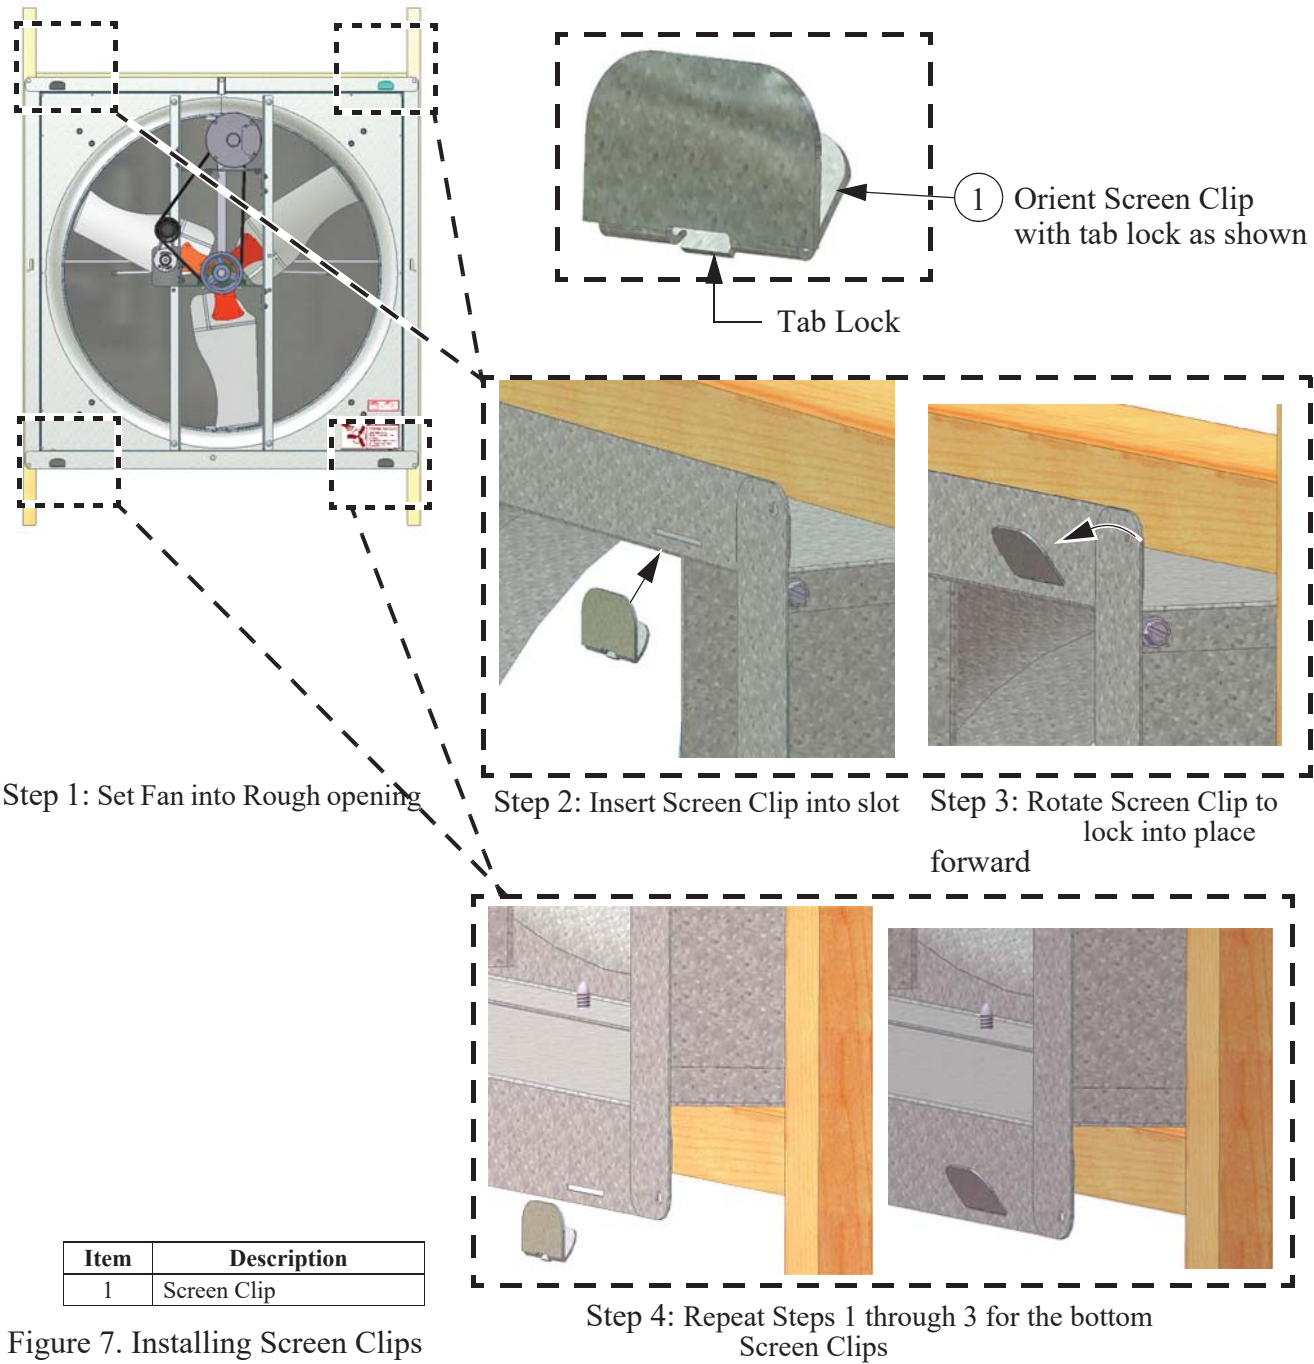 1 Orient Screen Clip
with tab lock as shown
Tab Lock
Step 1: Set Fan into Rough opening
Step 2: Insert Screen Clip into slot
Step 3: Rotate Screen Clip to
lock into place
forward
Item Description
1 Screen Clip
Figure 7. Installing Screen Clips
Step 4: Repeat Steps 1 through 3 for the bottom
Screen Clips